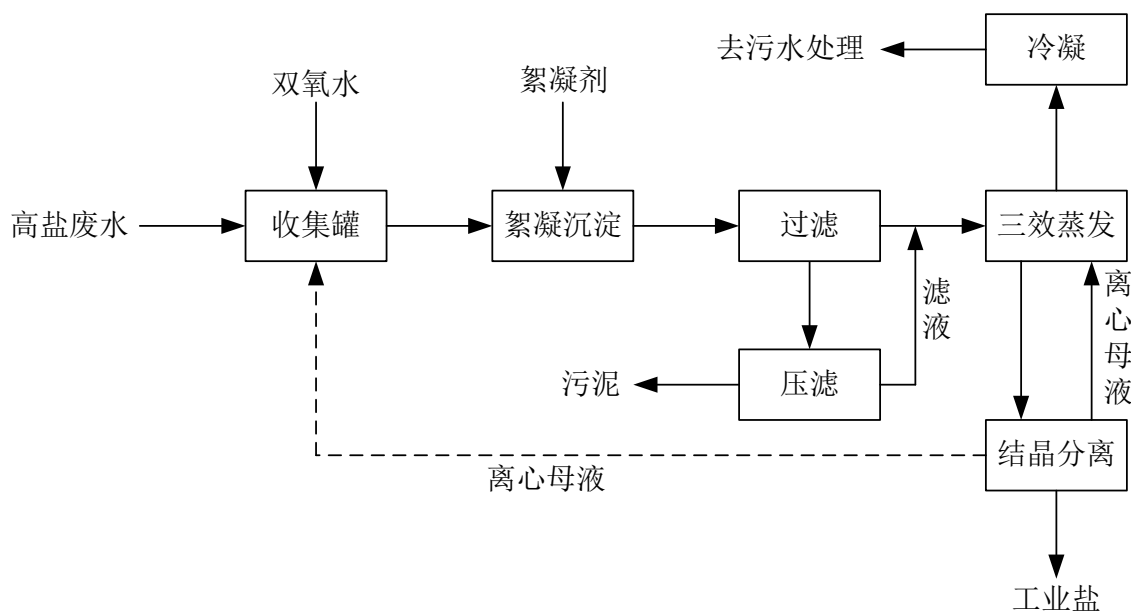 去污水处理
冷凝
双氧水
絮凝剂
高盐废水
收集罐
絮凝沉淀
过滤
三效蒸发
滤液
离心母液
污泥
压滤
结晶分离
离心母液
工业盐